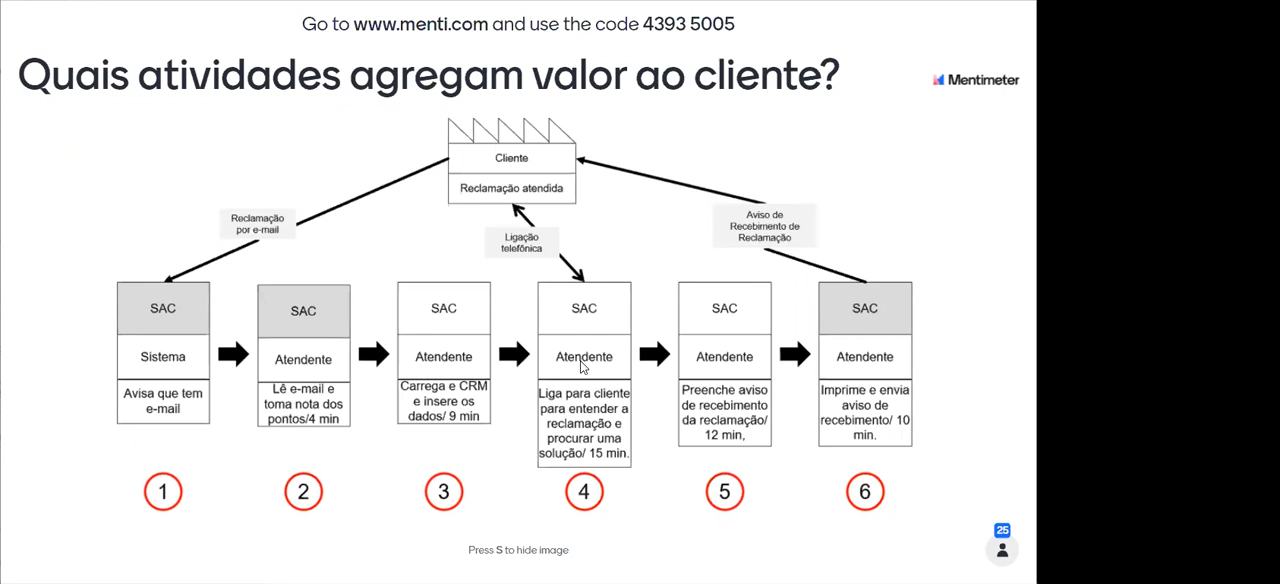 Go to www.menti.com and use the code 4393 5005
Quais atividades agregam valor ao cliente?
Mentimeter
Cliente
Reclamação atendida
Reclamação
por e-mail
Ligação
telefônica
Aviso de
Recebimento de
Reclamação
SAC
Sistema
Avisa que tem
e-mail
1
SAC
Atendente
Lê e-mail e
toma nota dos
pontos/4 min
2
SAC
Atendente
Carrega e CRM
e insere os
dados/ 9 min
3
SAC
Atendente
Liga para cliente
para entender a
reclamação e
procurar uma
solução/ 15 min.
4
SAC
Atendente
Preenche aviso
de recebimento
da reclamação/
12 min,
5
SAC
Atendente
Imprime e envia
aviso de
recebimento/ 10
min.
6
25
Press S to hide image